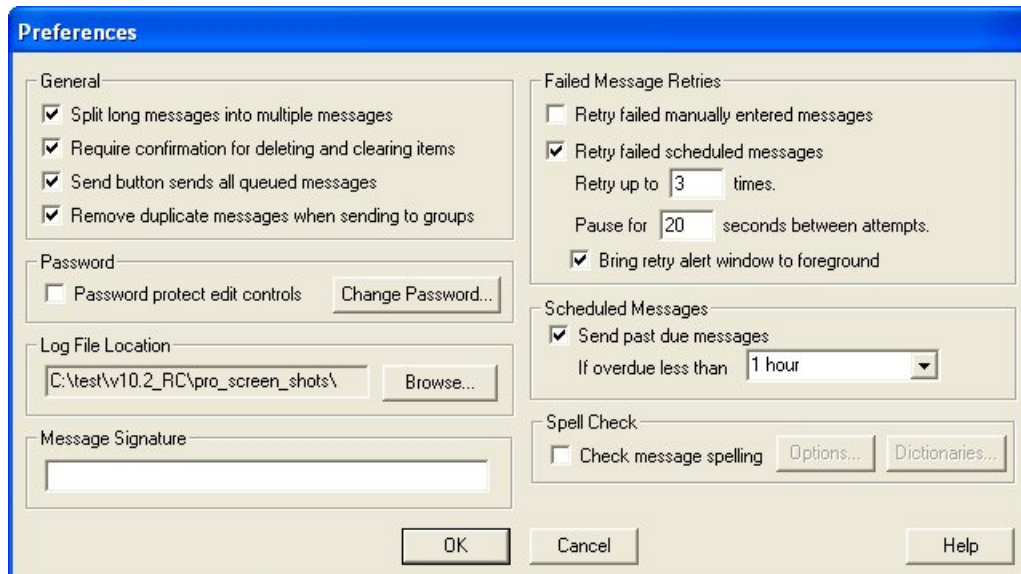 Preferences
General
Split long messages into multiple messages
Require confirmation for deleting and clearing items
Send button sends all queued messages
Remove duplicate messages when sending to groups
Password
Password protect edit controls
Change Password...
Log File Location
C:\test\v10.2_RC\pro_screen_shots\
Browse...
Message Signature
Failed Message Retries
Retry failed manually entered messages
Retry failed scheduled messages
Retry up to 3 times.
Pause for 20 seconds between attempts.
Bring retry alert window to foreground
Scheduled Messages
Send past due messages
If overdue less than 1 hour
Spell Check
Check message spelling Options... Dictionaries...
OK Cancel Help